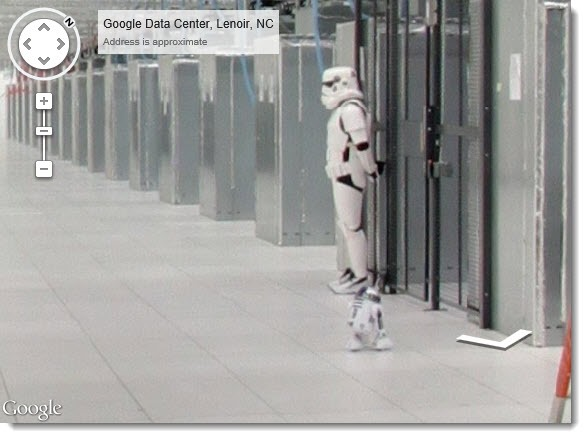 N
Google Data Center, Lenoir, NC
Address is approximate
Google